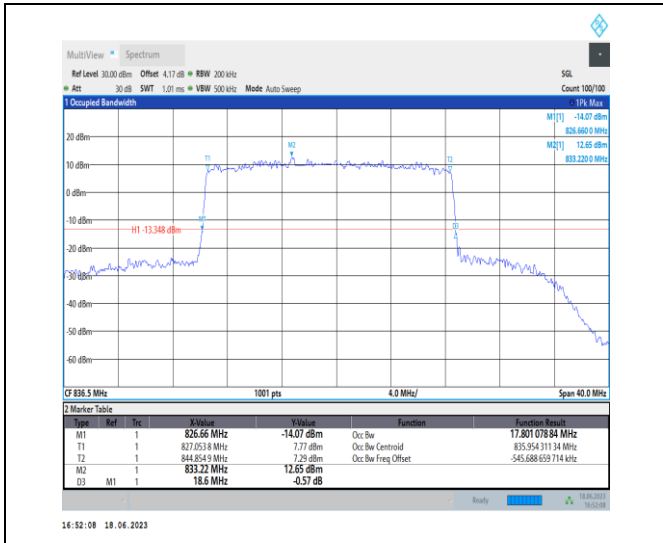 MultiView Spectrum
Ref Level 30.00 dBm Offset 4.17 dB RBW 200 kHz SGL
Att 30 dB SWT 1.01 ms VBW 500 kHz Mode Auto Sweep Count 100/100
1 Occupied Bandwidth 1Pk Max
M1[1] -14.07 dBm
826.660 0 MHz
M2[1] 12.65 dBm
833.220 0 MHz
20 dBm
M2
T1
T2
10 dBm
0 dBm
-10 dBm
M1
D3
H1 -13.348 dBm
-20 dBm
-30 dBm
-40 dBm
-50 dBm
-60 dBm
CF 836.5 MHz 1001 pts 4.0 MHz/ Span 40.0 MHz
2 Marker Table
Type Ref Trc X-Value Y-Value Function Function Result
M1 1 826.66 MHz -14.07 dBm Occ Bw 17.801 078 84 MHz
T1 1 827.053 8 MHz 7.77 dBm Occ Bw Centroid 835.954 311 34 MHz
T2 1 844.854 9 MHz 7.29 dBm Occ Bw Freq Offset -545.688 659 714 kHz
M2 1 833.22 MHz 12.65 dBm
D3 M1 1 18.6 MHz -0.57 dB
Ready 18.06.2023
16:52:08
16:52:08 18.06.2023